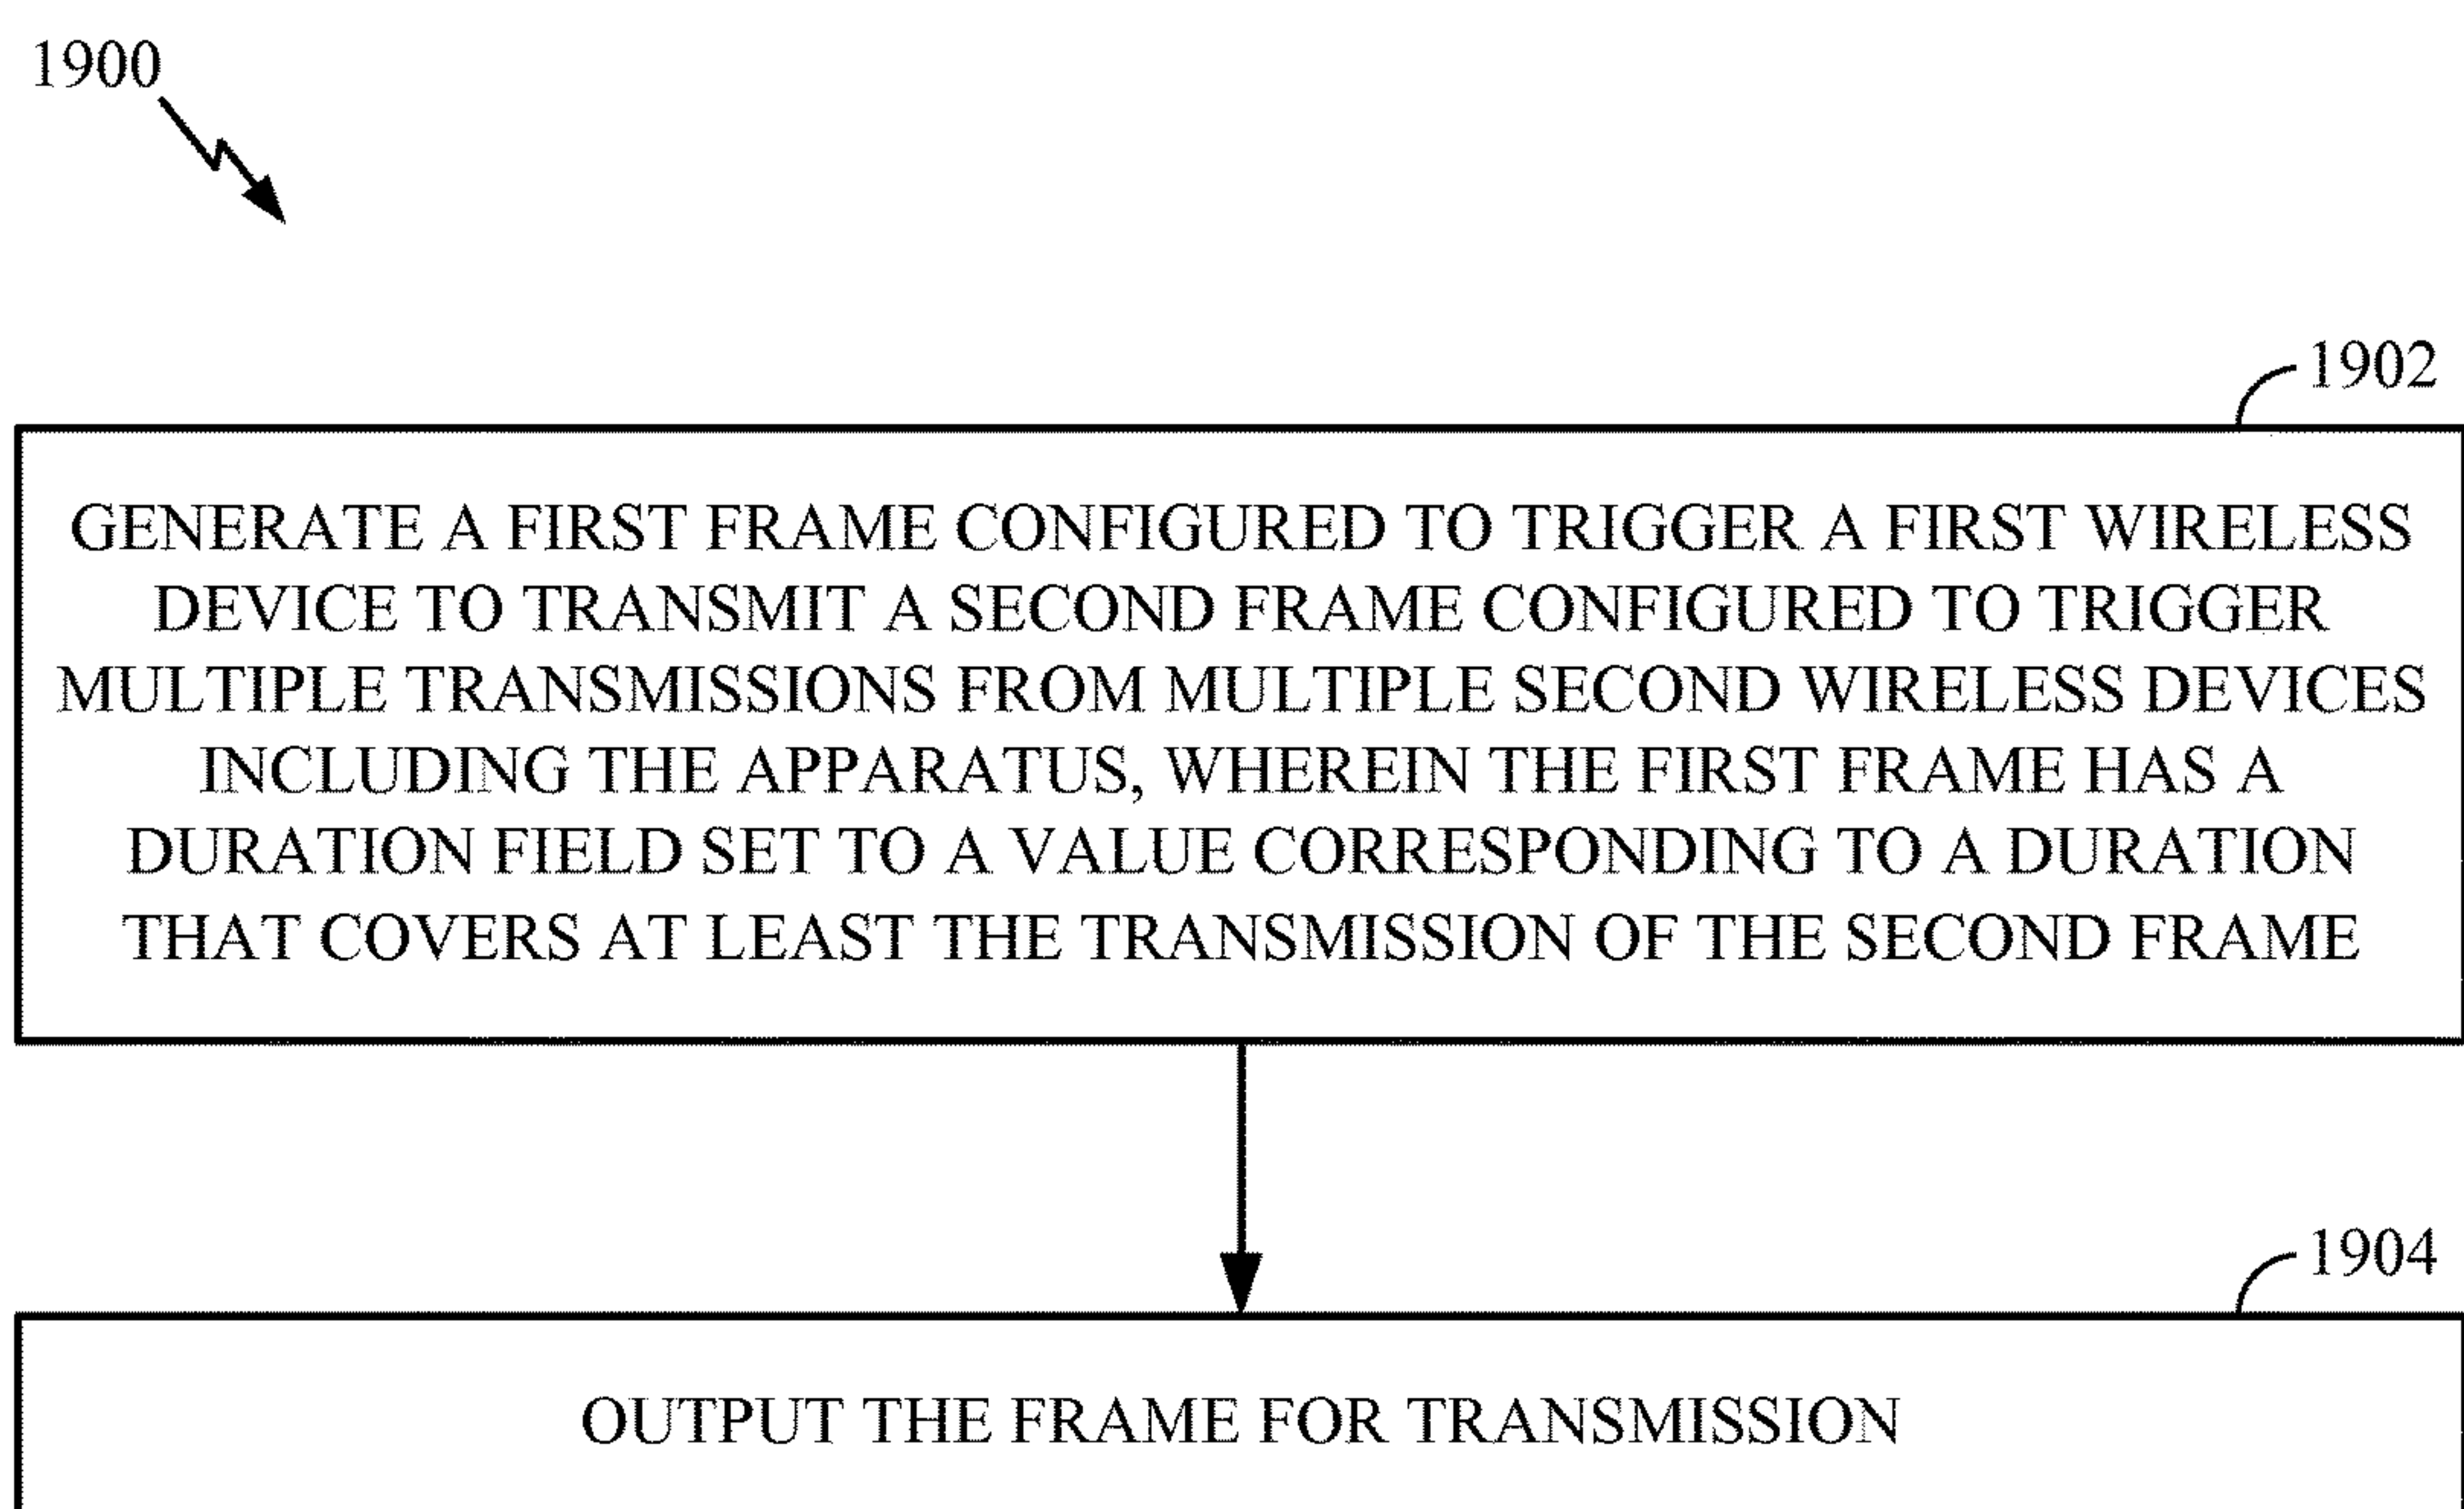 1900
1902
GENERATE A FIRST FRAME CONFIGURED TO TRIGGER A FIRST WIRELESS
DEVICE TO TRANSMIT A SECOND FRAME CONFIGURED TO TRIGGER
MULTIPLE TRANSMISSIONS FROM MULTIPLE SECOND WIRELESS DEVICES
INCLUDING THE APPARATUS, WHEREIN THE FIRST FRAME HAS A
DURATION FIELD SET TO A VALUE CORRESPONDING TO A DURATION
THAT COVERS AT LEAST THE TRANSMISSION OF THE SECOND FRAME
1904
OUTPUT THE FRAME FOR TRANSMISSION